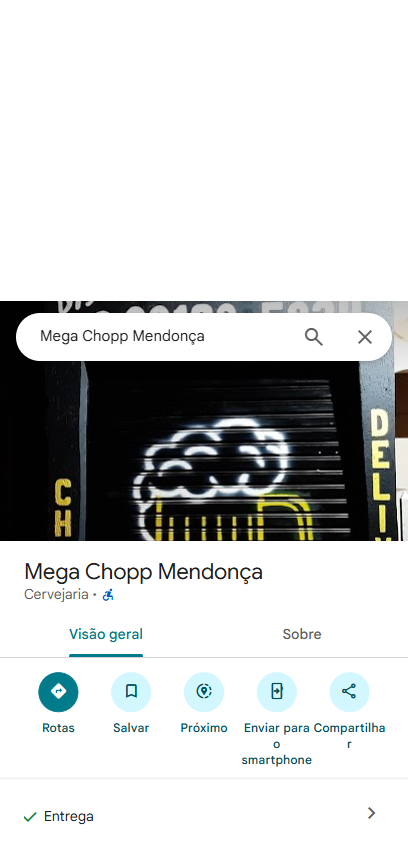 Mega Chopp Mendonça
CH
DELI
Mega Chopp Mendonça
Cervejaria ·
Visão geral
Sobre
Rotas
Salvar
Próximo
Enviar para
o
smartphone
Compartilha
r
Entrega